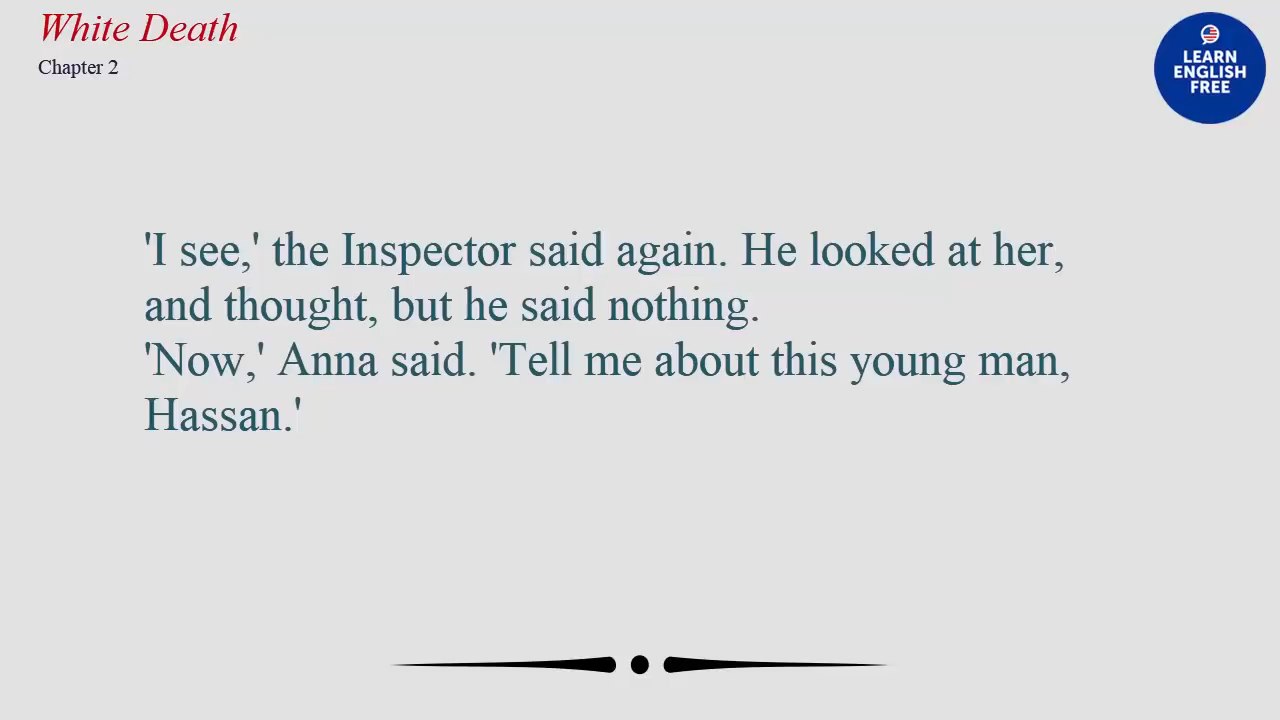 White Death
Chapter 2
LEARN
ENGLISH
FREE
'I see,' the Inspector said again. He looked at her,
and thought, but he said nothing.
'Now,' Anna said. 'Tell me about this young man,
Hassan.'